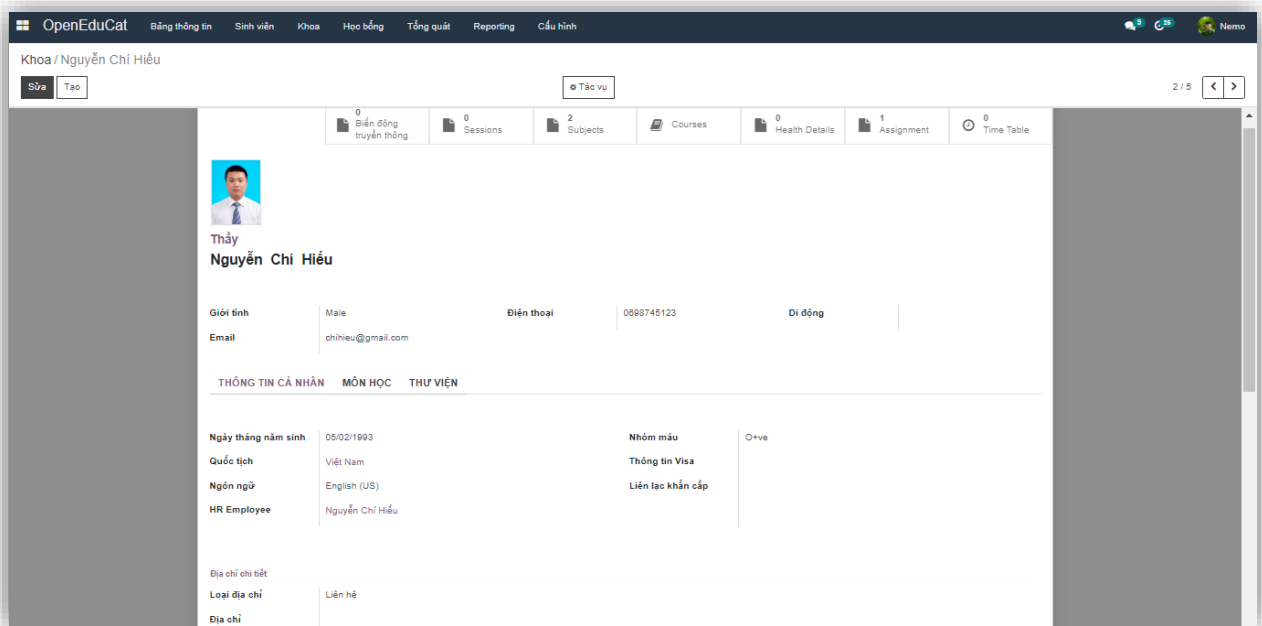 OpenEduCat Bảng thông tin Sinh viên Khoa Học bổng Tổng quát Reporting Cấu hình 5 25 Nemo
Khoa / Nguyễn Chí Hiếu
Sửa Tạo Tác vụ 2 / 5
0 Biến động truyền thông
0 Sessions
2 Subjects
Courses
0 Health Details
1 Assignment
0 Time Table
Thầy
Nguyễn Chí Hiếu
Giới tính Male Điện thoại 0698745123 Di động
Email chihieu@gmail.com
THÔNG TIN CÁ NHÂN MÔN HỌC THƯ VIỆN
Ngày tháng năm sinh 05/02/1993 Nhóm máu O+ve
Quốc tịch Việt Nam Thông tin Visa
Ngôn ngữ English (US) Liên lạc khẩn cấp
HR Employee Nguyễn Chí Hiếu
Địa chỉ chi tiết
Loại địa chỉ Liên hệ
Địa chỉ